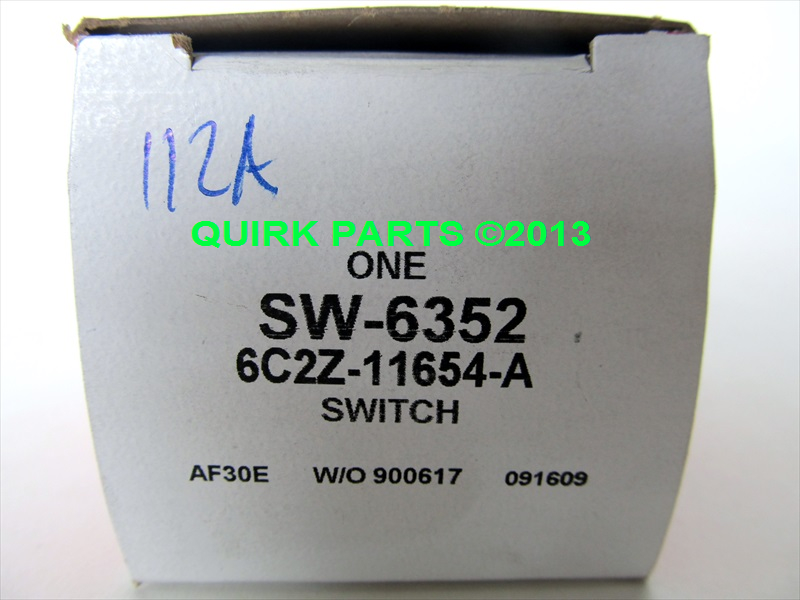 112A
QUIRK PARTS ©2013
ONE
SW-6352
6C2Z-11654-A
SWITCH
AF30E W/O 900617 091609